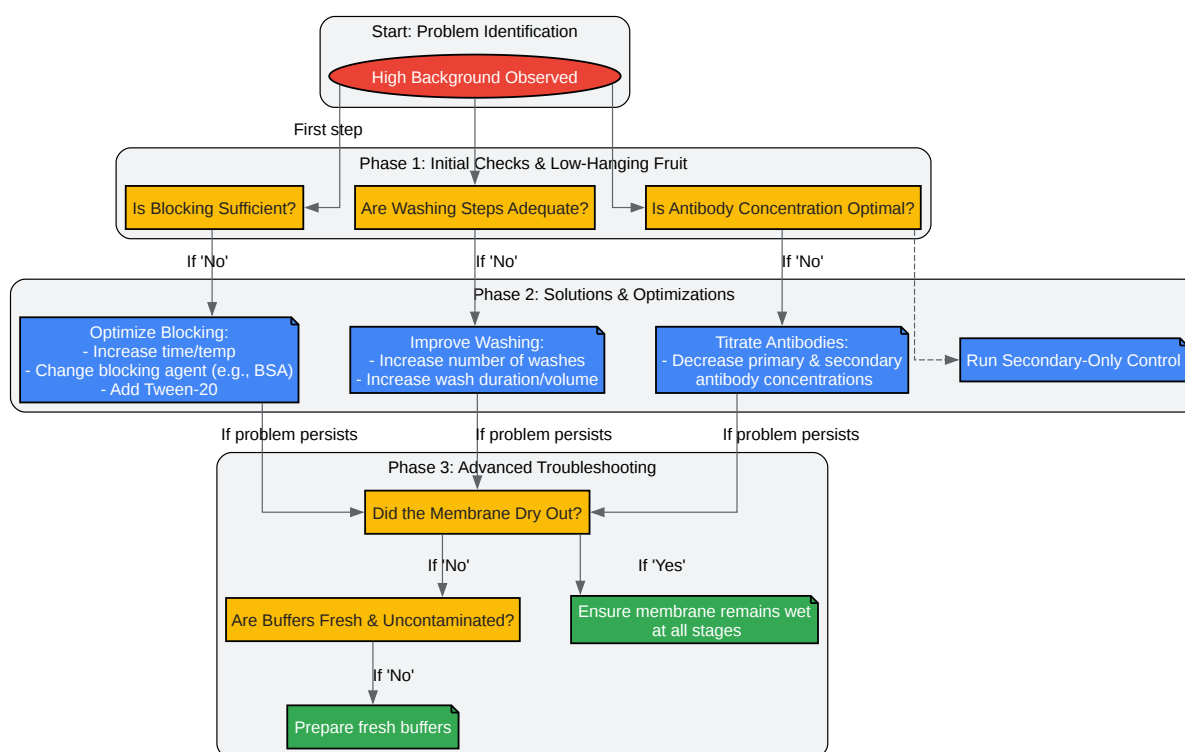 Start: Problem Identification
High Background Observed
First step
Phase 1: Initial Checks & Low-Hanging Fruit
Is Blocking Sufficient?
Are Washing Steps Adequate?
Is Antibody Concentration Optimal?
If 'No'
If 'No'
If 'No'
Phase 2: Solutions & Optimizations
Optimize Blocking:
- Increase time/temp
- Change blocking agent (e.g., BSA)
- Add Tween-20
Improve Washing:
- Increase number of washes
- Increase wash duration/volume
Titrate Antibodies:
- Decrease primary & secondary
antibody concentrations
Run Secondary-Only Control
If problem persists
If problem persists
If problem persists
Phase 3: Advanced Troubleshooting
Did the Membrane Dry Out?
If 'No'
If 'Yes'
Are Buffers Fresh & Uncontaminated?
Ensure membrane remains wet
at all stages
If 'No'
Prepare fresh buffers